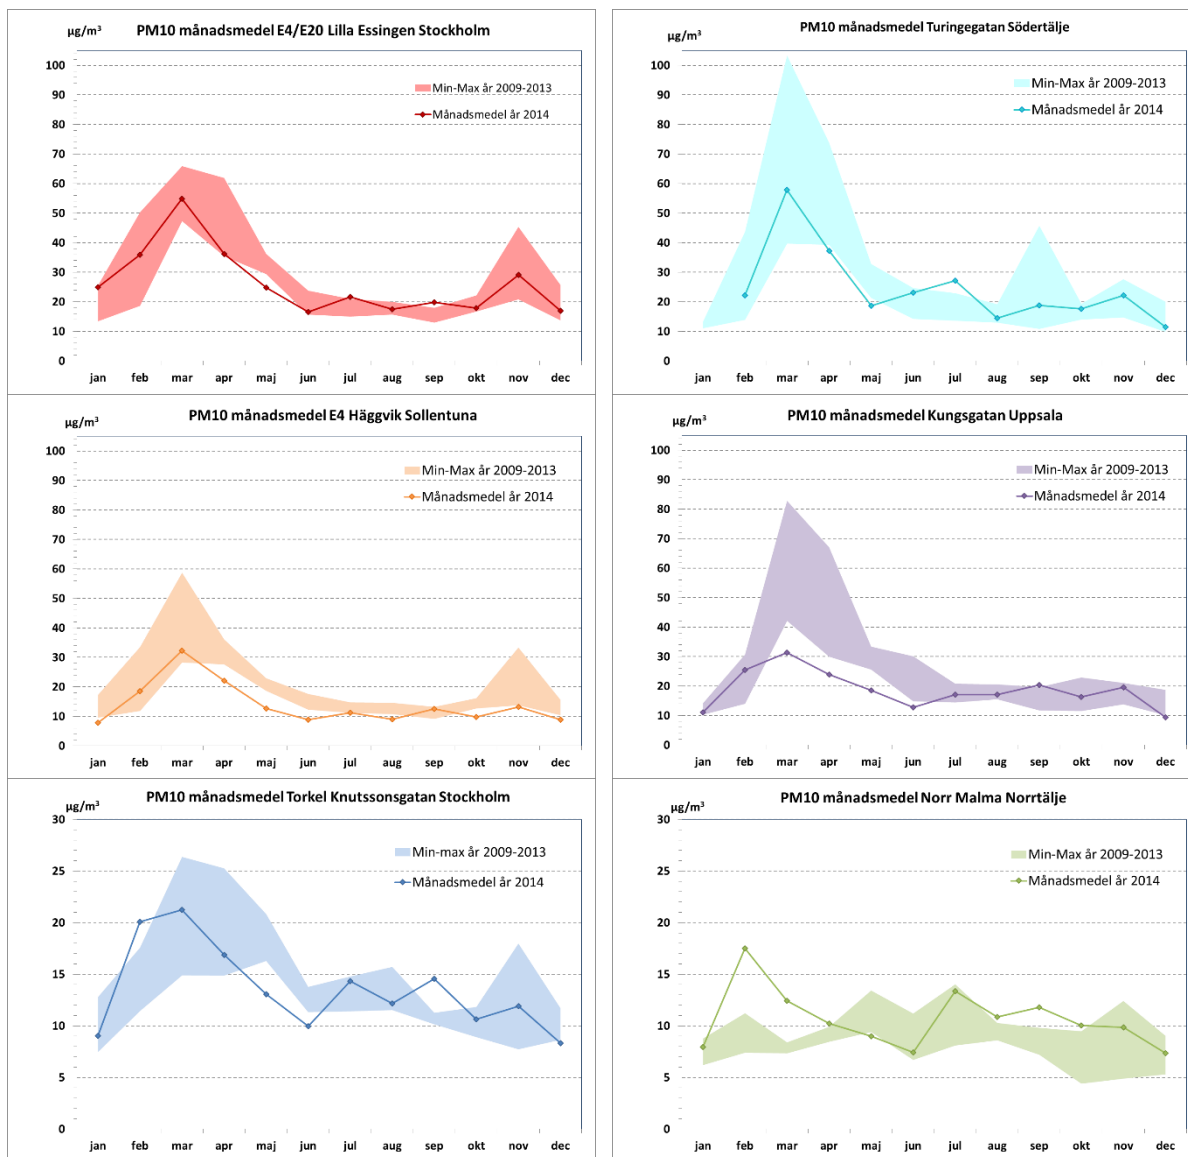 PM10 månadsmedel E4/E20 Lilla Essingen Stockholm
µg/m³
100
90
80
70
60
50
40
30
20
10
0
Min-Max år 2009-2013
Månadsmedel år 2014
jan feb mar apr maj jun jul aug sep okt nov dec
PM10 månadsmedel Turingegatan Södertälje
µg/m³
100
90
80
70
60
50
40
30
20
10
0
Min-Max år 2009-2013
Månadsmedel år 2014
jan feb mar apr maj jun jul aug sep okt nov dec
PM10 månadsmedel E4 Häggvik Sollentuna
µg/m³
100
90
80
70
60
50
40
30
20
10
0
Min-Max år 2009-2013
Månadsmedel år 2014
jan feb mar apr maj jun jul aug sep okt nov dec
PM10 månadsmedel Kungsgatan Uppsala
µg/m³
100
90
80
70
60
50
40
30
20
10
0
Min-Max år 2009-2013
Månadsmedel år 2014
jan feb mar apr maj jun jul aug sep okt nov dec
PM10 månadsmedel Torkel Knutssonsgatan Stockholm
µg/m³
30
25
20
15
10
5
0
Min-max år 2009-2013
Månadsmedel år 2014
jan feb mar apr maj jun jul aug sep okt nov dec
PM10 månadsmedel Norr Malma Norrtälje
µg/m³
30
25
20
15
10
5
0
Min-Max år 2009-2013
Månadsmedel år 2014
jan feb mar apr maj jun jul aug sep okt nov dec